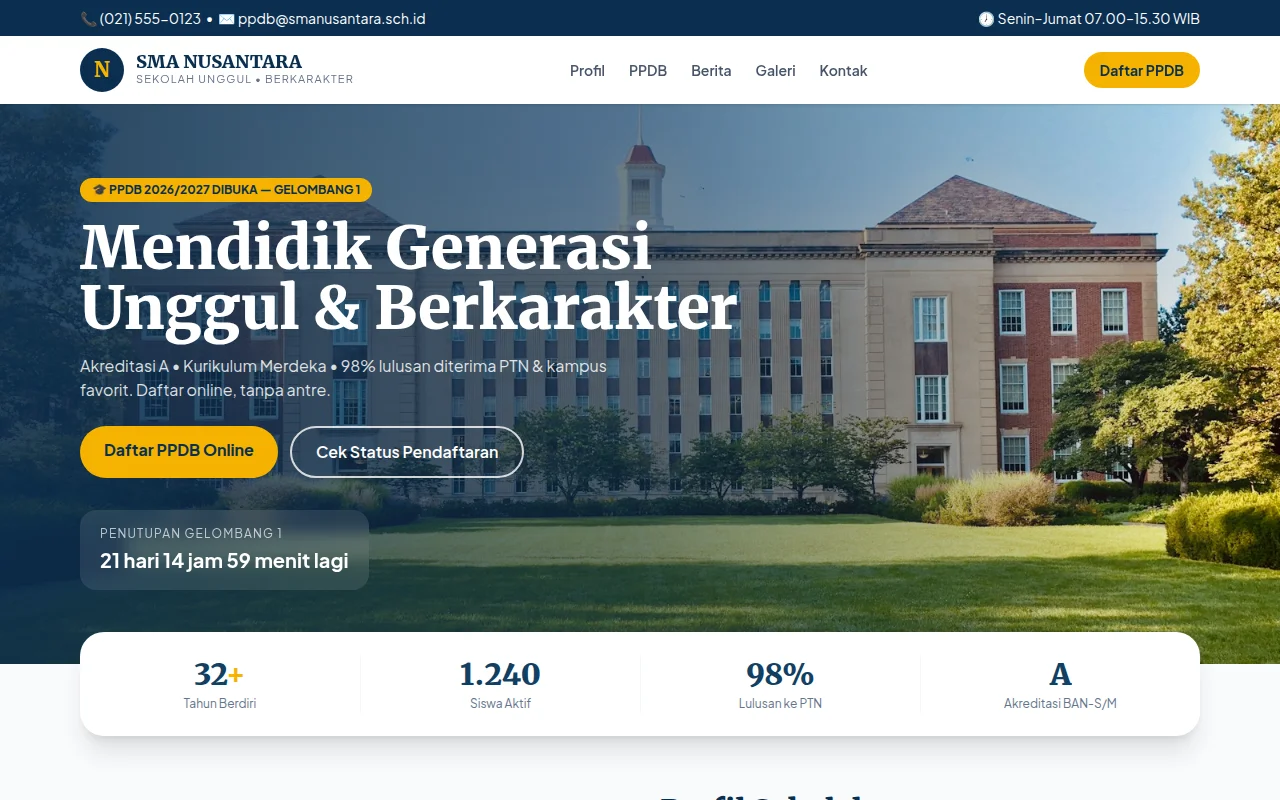 📞 (021) 555-0123 • ✉️ ppdb@smanusantara.sch.id
🕖 Senin–Jumat 07.00–15.30 WIB
N
SMA NUSANTARA
SEKOLAH UNGGUL • BERKARAKTER
Profil PPDB Berita Galeri Kontak
Daftar PPDB
🎓 PPDB 2026/2027 DIBUKA — GELOMBANG 1
Mendidik Generasi
Unggul & Berkarakter
Akreditasi A • Kurikulum Merdeka • 98% lulusan diterima PTN & kampus
favorit. Daftar online, tanpa antre.
Daftar PPDB Online
Cek Status Pendaftaran
PENUTUPAN GELOMBANG 1
21 hari 14 jam 59 menit lagi
32+
Tahun Berdiri
1.240
Siswa Aktif
98%
Lulusan ke PTN
A
Akreditasi BAN-S/M